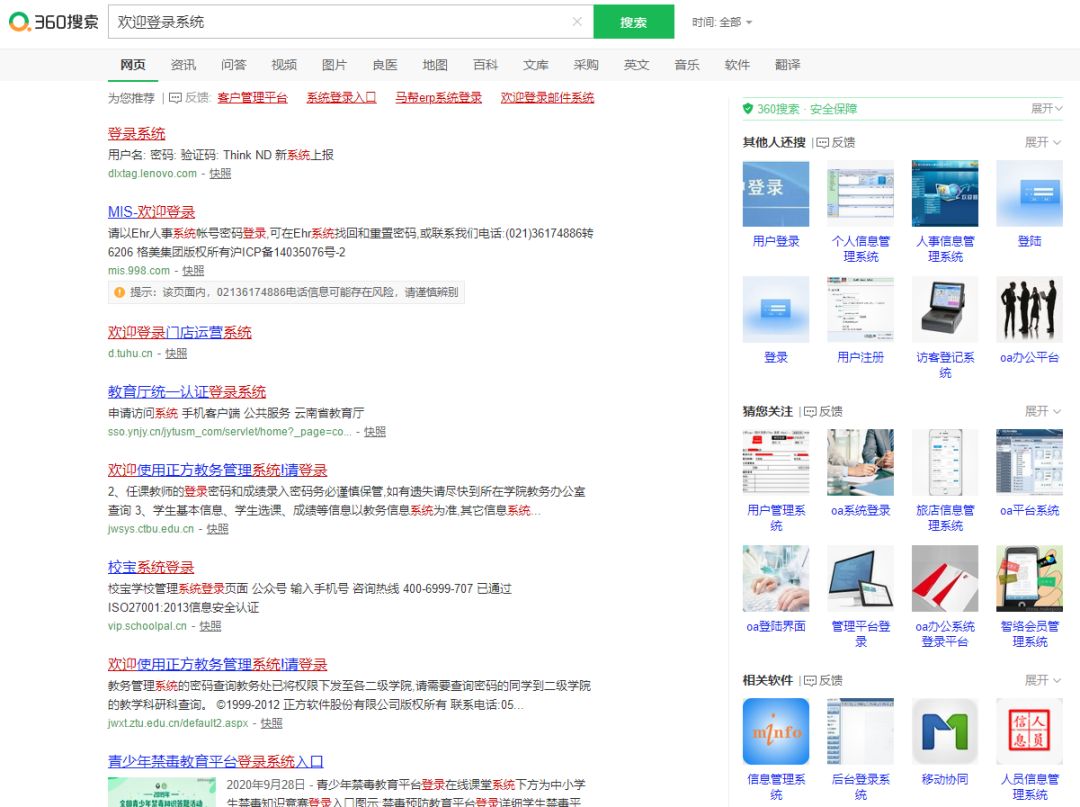 360搜索
欢迎登录系统
搜索
时间: 全部
网页 资讯 问答 视频 图片 良医 地图 百科 文库 采购 英文 音乐 软件 翻译
为您推荐 反馈: 客户管理平台 系统登录入口 马帮erp系统登录 欢迎登录邮件系统
登录系统
用户名: 密码: 验证码: Think ND 新系统上报
dlxtag.lenovo.com - 快照
MIS-欢迎登录
请以Ehr人事系统帐号密码登录,可在Ehr系统找回和重置密码,或联系我们电话:(021)36174886转
6206 格美集团版权所有沪ICP备14035076号-2
mis.998.com - 快照
提示：该页面内，02136174886电话信息可能存在风险，请谨慎辨别
欢迎登录门店运营系统
d.tuhu.cn - 快照
教育厅统一认证登录系统
申请访问系统 手机客户端 公共服务 云南省教育厅
sso.ynjy.cn/jytusm_com/servlet/home?_page=co... - 快照
欢迎使用正方教务管理系统!请登录
2、任课教师的登录密码和成绩录入密码务必谨慎保管,如有遗失请尽快到所在学院教务办公室
查询 3、学生基本信息、学生选课、成绩等信息以教务信息系统为准,其它信息系统...
jwsys.ctbu.edu.cn - 快照
校宝系统登录
校宝学校管理系统登录页面 公众号 输入手机号 咨询热线 400-6999-707 已通过
ISO27001:2013信息安全认证
vip.schoolpal.cn - 快照
欢迎使用正方教务管理系统!请登录
教务管理系统的密码查询教务处已将权限下发至各二级学院,请需要查询密码的同学到二级学院
的教学科研科查询。 ©1999-2012 正方软件股份有限公司版权所有 联系电话:05...
jwxt.ztu.edu.cn/default2.aspx - 快照
青少年禁毒教育平台登录系统入口
2020年9月28日 - 青少年禁毒教育平台登录在线课堂系统下方为中小学
生禁毒知识竞赛登录入口图示:禁毒预防教育平台登录详细学生禁毒平
360搜索 · 安全保障 展开
其他人还搜 反馈 展开
登录
用户登录
个人信息管
理系统
人事信息管
理系统
登陆
登录
用户注册
访客登记系
统
oa办公平台
猜您关注 反馈 展开
用户管理系
统
oa系统登录
旅店信息管
理系统
oa平台系统
oa登陆界面
管理平台登
录
oa办公系统
登录平台
智络会员管
理系统
相关软件 反馈 展开
minfo
信息管理系
统
后台登录系
统
移动协同
信人
息员
人员信息管
理系统